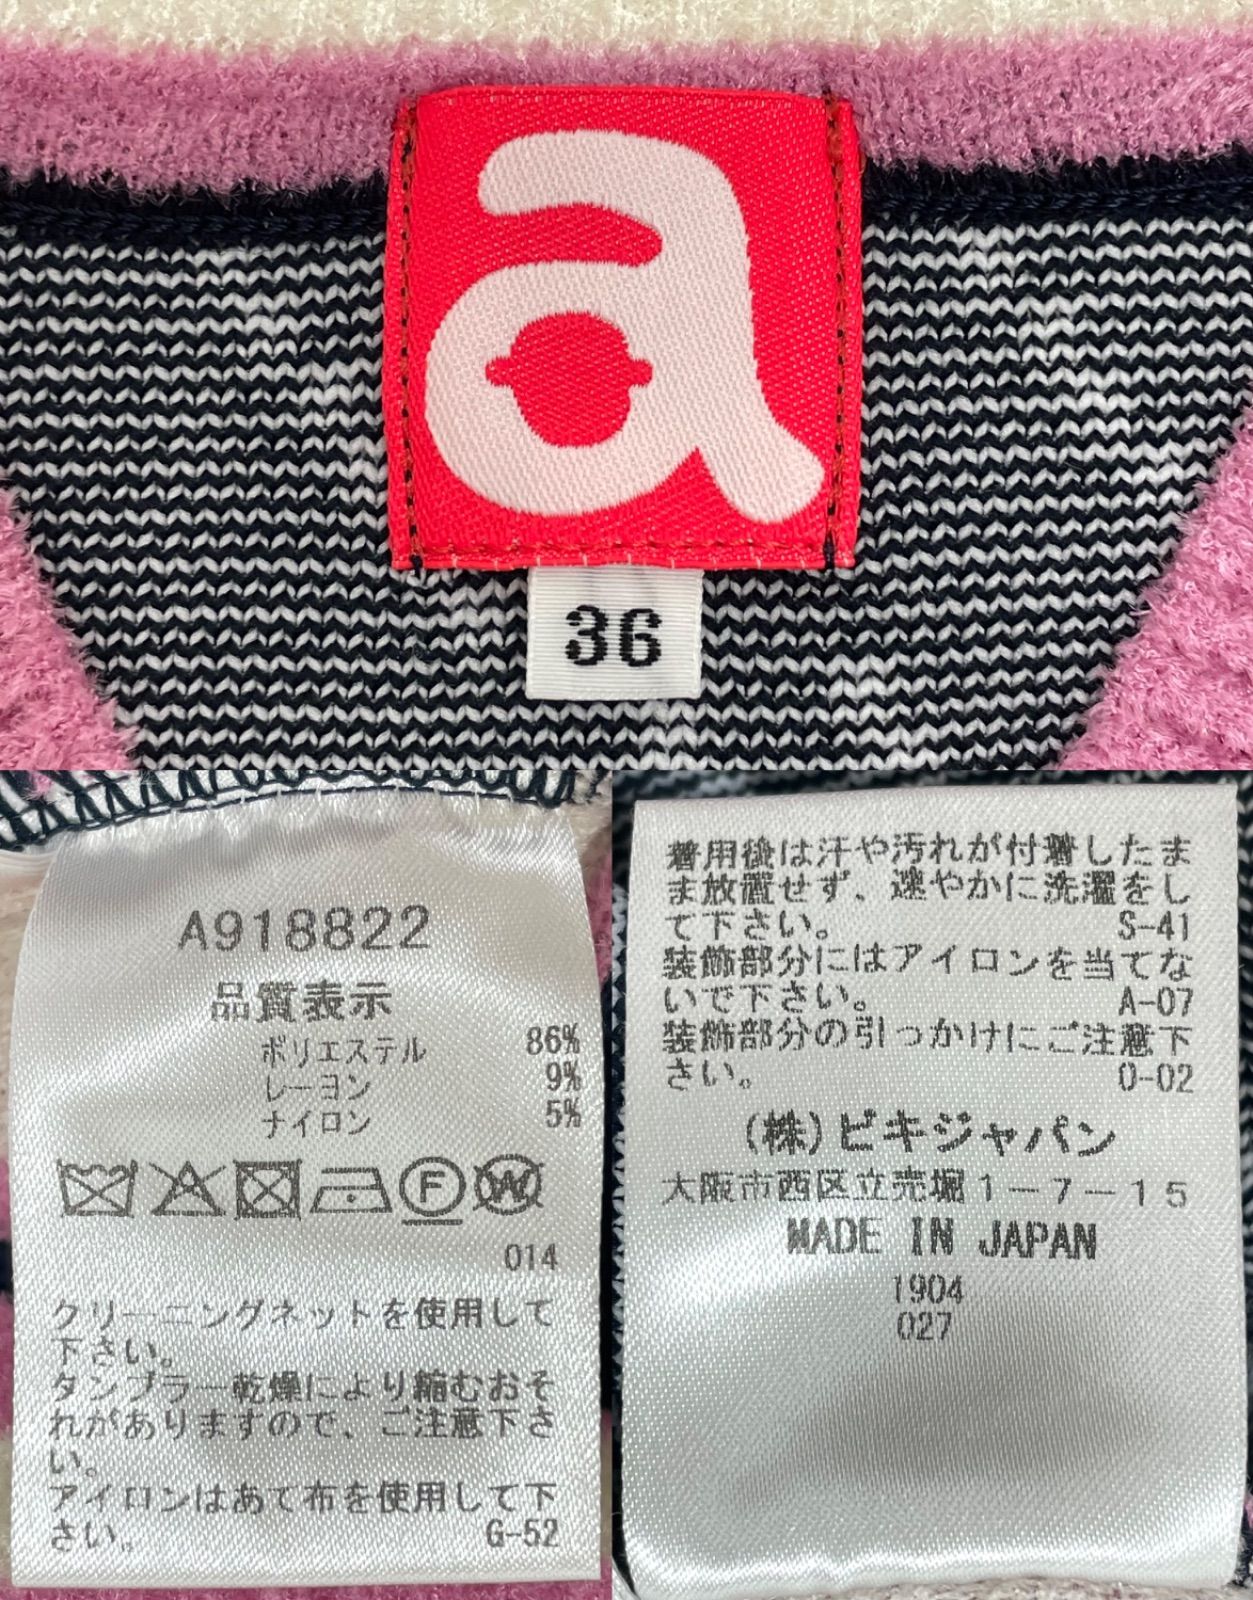 a
36
A918822
品質表示
ポリエステル 86%
レーヨン 9%
ナイロン 5%
F W
014
クリーニングネットを使用して
下さい。
タンブラー乾燥により縮むおそ
れがありますので、ご注意下さ
い。
アイロンはあて布を使用して下
さい。 G-52
着用後は汗や汚れが付着したま
ま放置せず、速やかに洗濯をし
て下さい。 S-41
装飾部分にはアイロンを当てな
いで下さい。 A-07
装飾部分の引っかけにご注意下
さい。 O-02
(株)ビキジャパン
大阪市西区立売堀1-7-15
MADE IN JAPAN
1904
027